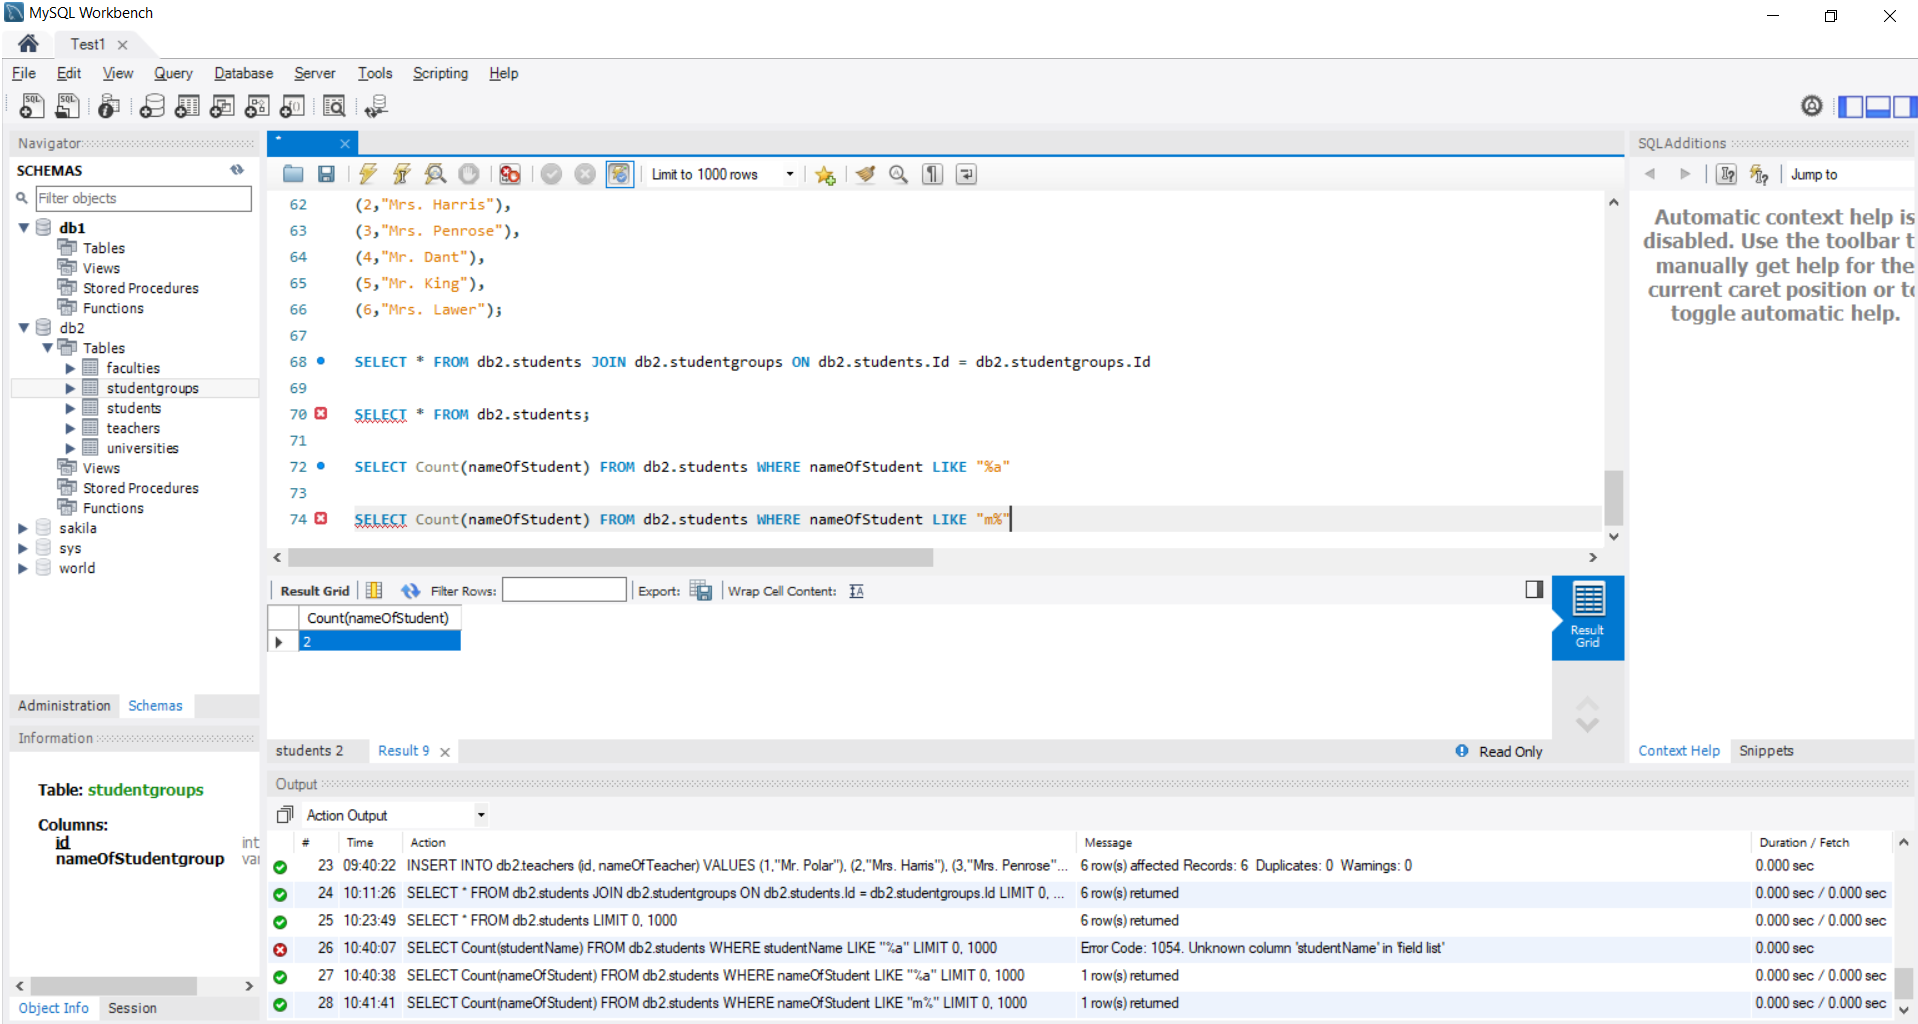 MySQL Workbench
Test1
File Edit View Query Database Server Tools Scripting Help
Navigator
SCHEMAS
Filter objects
db1
Tables
Views
Stored Procedures
Functions
db2
Tables
faculties
studentgroups
students
teachers
universities
Views
Stored Procedures
Functions
sakila
sys
world
Administration Schemas
Information
Table: studentgroups
Columns:
id int
nameOfStudentgroup va
Object Info Session
Limit to 1000 rows
62 (2,"Mrs. Harris"),
63 (3,"Mrs. Penrose"),
64 (4,"Mr. Dant"),
65 (5,"Mr. King"),
66 (6,"Mrs. Lawer");
67
68 SELECT * FROM db2.students JOIN db2.studentgroups ON db2.students.Id = db2.studentgroups.Id
69
70 SELECT * FROM db2.students;
71
72 SELECT Count(nameOfStudent) FROM db2.students WHERE nameOfStudent LIKE "%a"
73
74 SELECT Count(nameOfStudent) FROM db2.students WHERE nameOfStudent LIKE "m%"
Result Grid Filter Rows: Export: Wrap Cell Content:
Count(nameOfStudent)
2
Result
Grid
students 2 Result 9 Read Only
SQLAdditions
Jump to
Automatic context help is
disabled. Use the toolbar t
manually get help for the
current caret position or to
toggle automatic help.
Context Help Snippets
Output
Action Output
# Time Action Message Duration / Fetch
23 09:40:22 INSERT INTO db2.teachers (id, nameOfTeacher) VALUES (1,"Mr. Polar"), (2,"Mrs. Harris"), (3,"Mrs. Penrose"... 6 row(s) affected Records: 6 Duplicates: 0 Warnings: 0 0.000 sec
24 10:11:26 SELECT * FROM db2.students JOIN db2.studentgroups ON db2.students.Id = db2.studentgroups.Id LIMIT 0, ... 6 row(s) returned 0.000 sec / 0.000 sec
25 10:23:49 SELECT * FROM db2.students LIMIT 0, 1000 6 row(s) returned 0.000 sec / 0.000 sec
26 10:40:07 SELECT Count(studentName) FROM db2.students WHERE studentName LIKE "%a" LIMIT 0, 1000 Error Code: 1054. Unknown column 'studentName' in 'field list' 0.000 sec
27 10:40:38 SELECT Count(nameOfStudent) FROM db2.students WHERE nameOfStudent LIKE "%a" LIMIT 0, 1000 1 row(s) returned 0.000 sec / 0.000 sec
28 10:41:41 SELECT Count(nameOfStudent) FROM db2.students WHERE nameOfStudent LIKE "m%" LIMIT 0, 1000 1 row(s) returned 0.000 sec / 0.000 sec